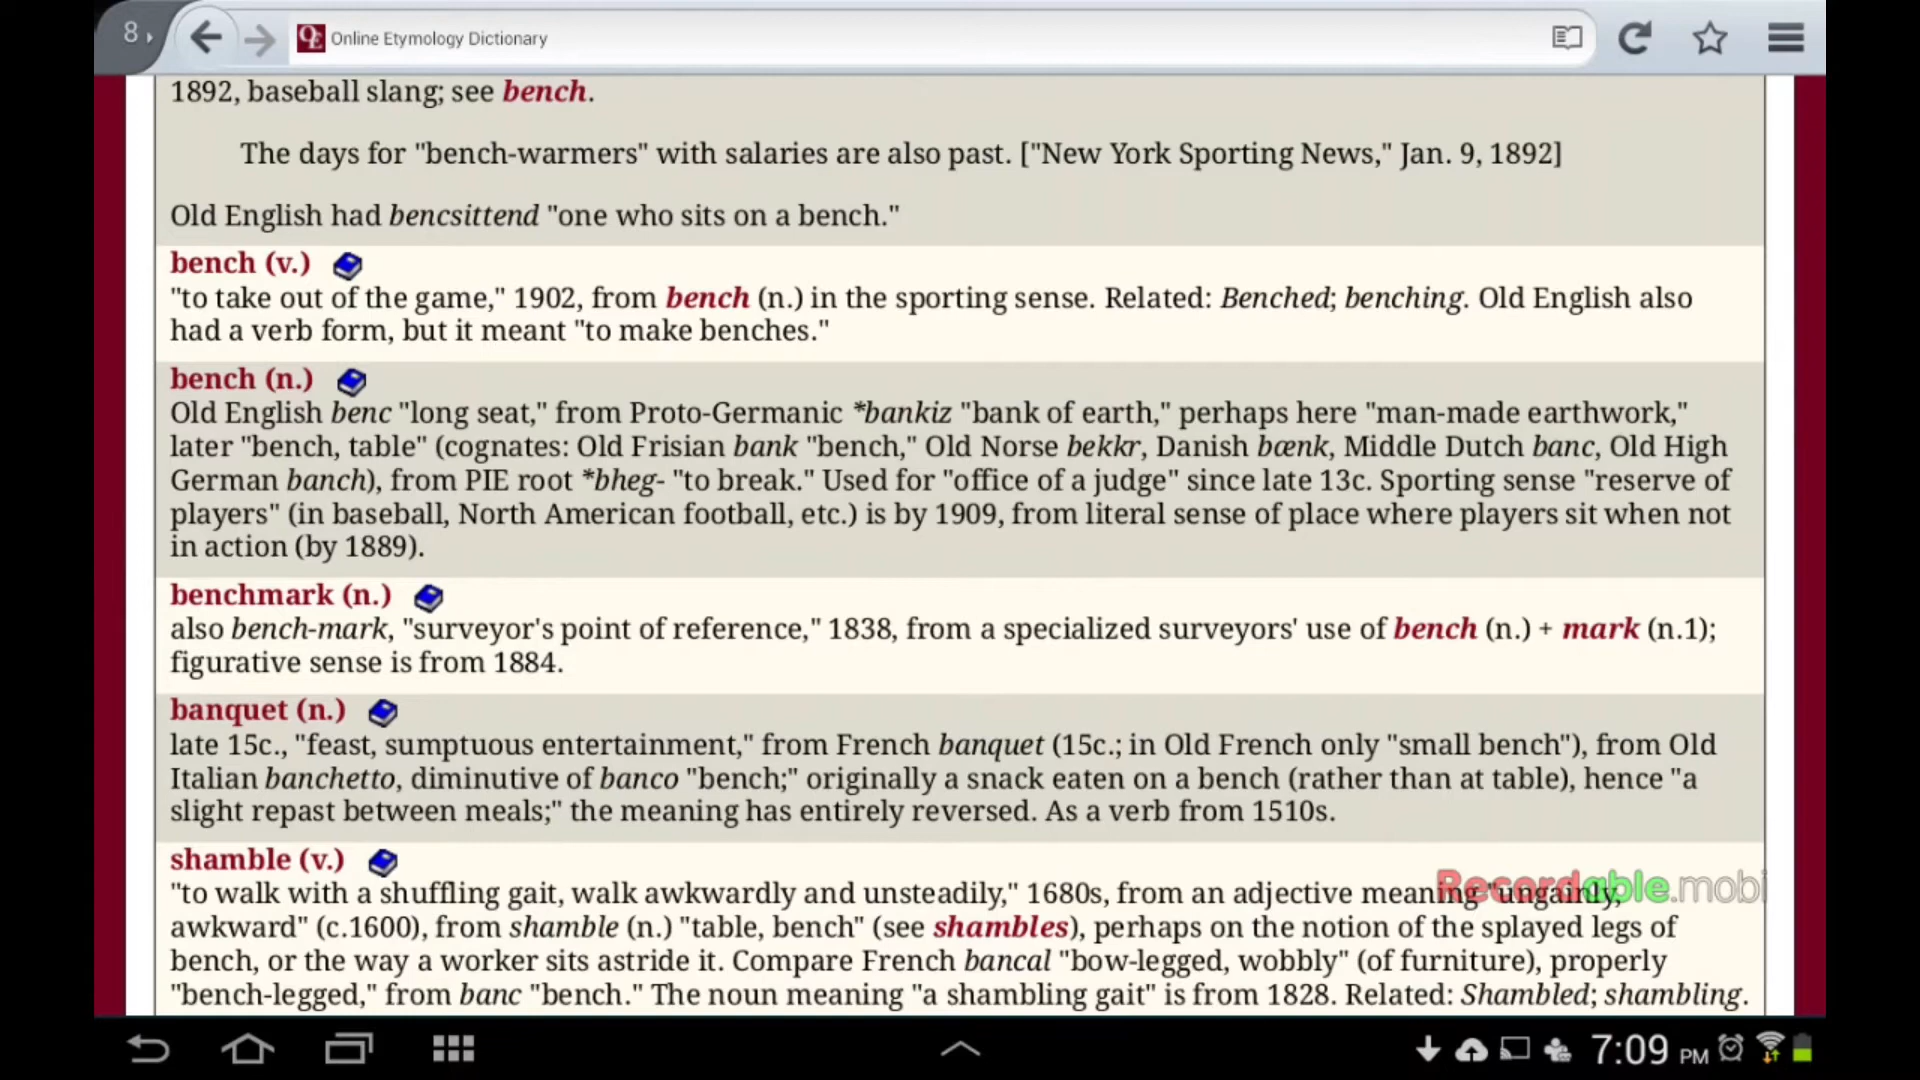 8
Online Etymology Dictionary
1892, baseball slang; see bench.
The days for "bench-warmers" with salaries are also past. ["New York Sporting News," Jan. 9, 1892]
Old English had bencsittend "one who sits on a bench."
bench (v.)
"to take out of the game," 1902, from bench (n.) in the sporting sense. Related: Benched; benching. Old English also
had a verb form, but it meant "to make benches."
bench (n.)
Old English benc "long seat," from Proto-Germanic *bankiz "bank of earth," perhaps here "man-made earthwork,"
later "bench, table" (cognates: Old Frisian bank "bench," Old Norse bekkr, Danish bænk, Middle Dutch banc, Old High
German banch), from PIE root *bheg- "to break." Used for "office of a judge" since late 13c. Sporting sense "reserve of
players" (in baseball, North American football, etc.) is by 1909, from literal sense of place where players sit when not
in action (by 1889).
benchmark (n.)
also bench-mark, "surveyor's point of reference," 1838, from a specialized surveyors' use of bench (n.) + mark (n.1);
figurative sense is from 1884.
banquet (n.)
late 15c., "feast, sumptuous entertainment," from French banquet (15c.; in Old French only "small bench"), from Old
Italian banchetto, diminutive of banco "bench;" originally a snack eaten on a bench (rather than at table), hence "a
slight repast between meals;" the meaning has entirely reversed. As a verb from 1510s.
shamble (v.)
Recordable.mobi
"to walk with a shuffling gait, walk awkwardly and unsteadily," 1680s, from an adjective meaning "ungainly,
awkward" (c.1600), from shamble (n.) "table, bench" (see shambles), perhaps on the notion of the splayed legs of
bench, or the way a worker sits astride it. Compare French bancal "bow-legged, wobbly" (of furniture), properly
"bench-legged," from banc "bench." The noun meaning "a shambling gait" is from 1828. Related: Shambled; shambling.
7:09 PM